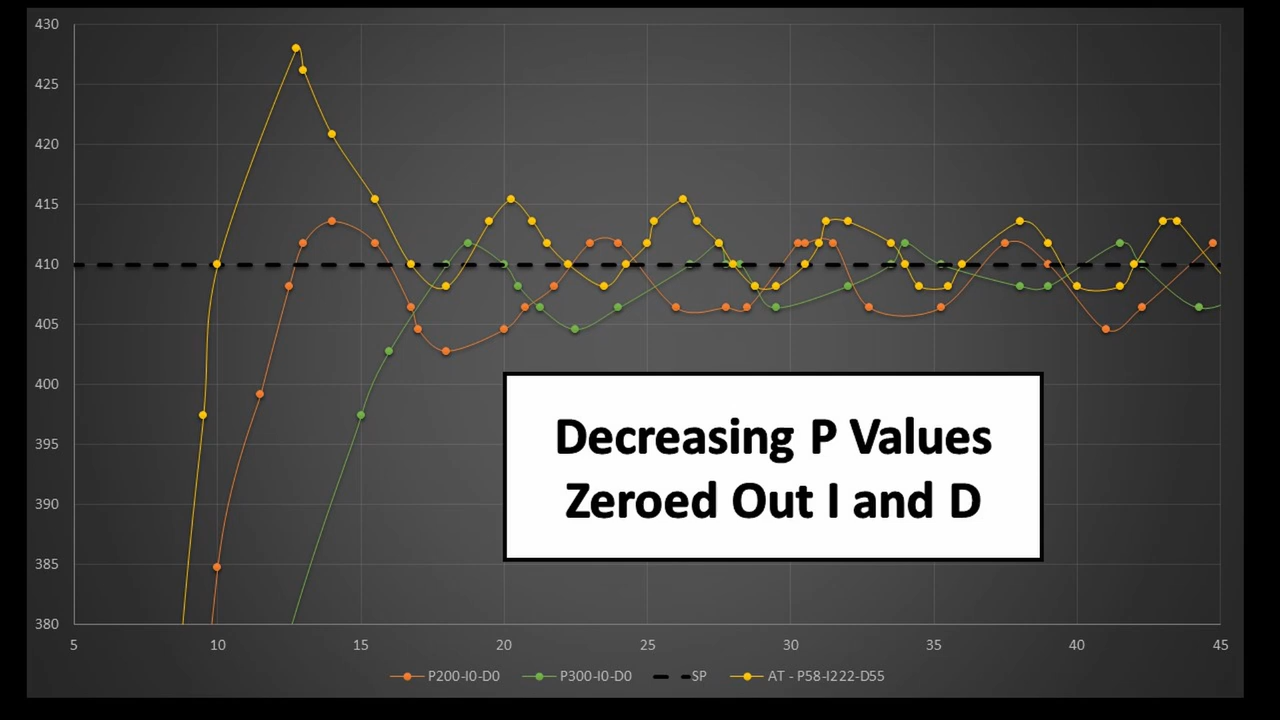 430
425
420
415
410
405
400
395
390
385
380
Decreasing P Values
Zeroed Out I and D
5 10 15 20 25 30 35 40 45
P200-I0-D0 P300-I0-D0 SP AT - P58-I222-D55